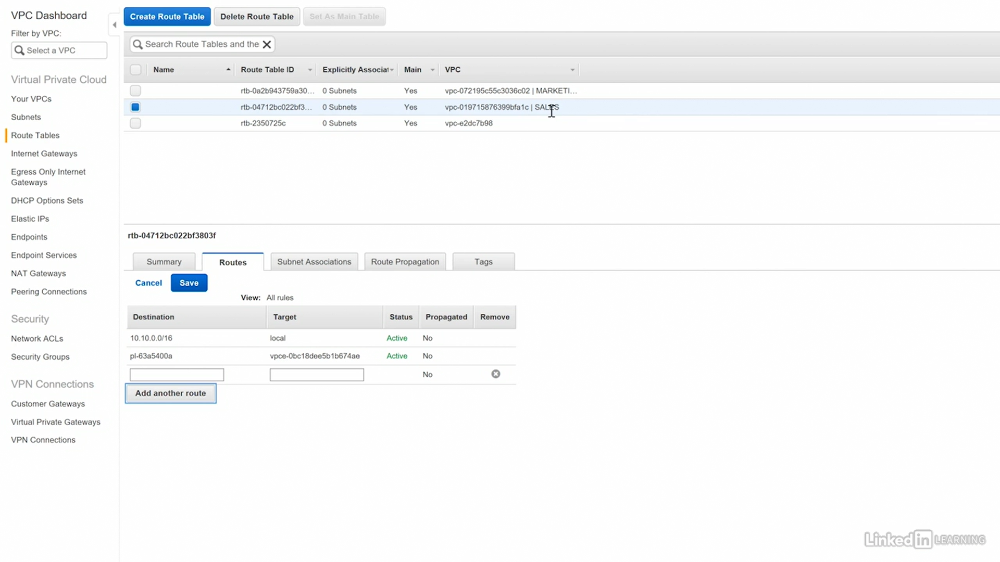 VPC Dashboard
Filter by VPC:
Select a VPC
Virtual Private Cloud
Your VPCs
Subnets
Route Tables
Internet Gateways
Egress Only Internet
Gateways
DHCP Options Sets
Elastic IPs
Endpoints
Endpoint Services
NAT Gateways
Peering Connections
Security
Network ACLs
Security Groups
VPN Connections
Customer Gateways
Virtual Private Gateways
VPN Connections
Create Route Table Delete Route Table Set As Main Table
Search Route Tables and the
Name Route Table ID Explicitly Associat Main VPC
rtb-0a2b943759a30... 0 Subnets Yes vpc-072195c55c3036c02 | MARKETI...
rtb-04712bc022bf3... 0 Subnets Yes vpc-019715876399bfa1c | SALES
rtb-2350725c 0 Subnets Yes vpc-e2dc7b98
rtb-04712bc022bf3803f
Summary Routes Subnet Associations Route Propagation Tags
Cancel Save
View: All rules
Destination Target Status Propagated Remove
10.10.0.0/16 local Active No
pl-63a5400a vpce-0bc18dee5b1b674ae Active No
No
Add another route
Linked in LEARNING